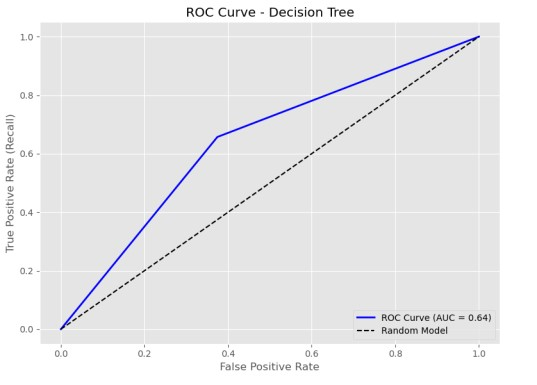 ROC Curve - Decision Tree
True Positive Rate (Recall)
1.0
0.8
0.6
0.4
0.2
0.0
0.0 0.2 0.4 0.6 0.8 1.0
False Positive Rate
ROC Curve (AUC = 0.64)
Random Model